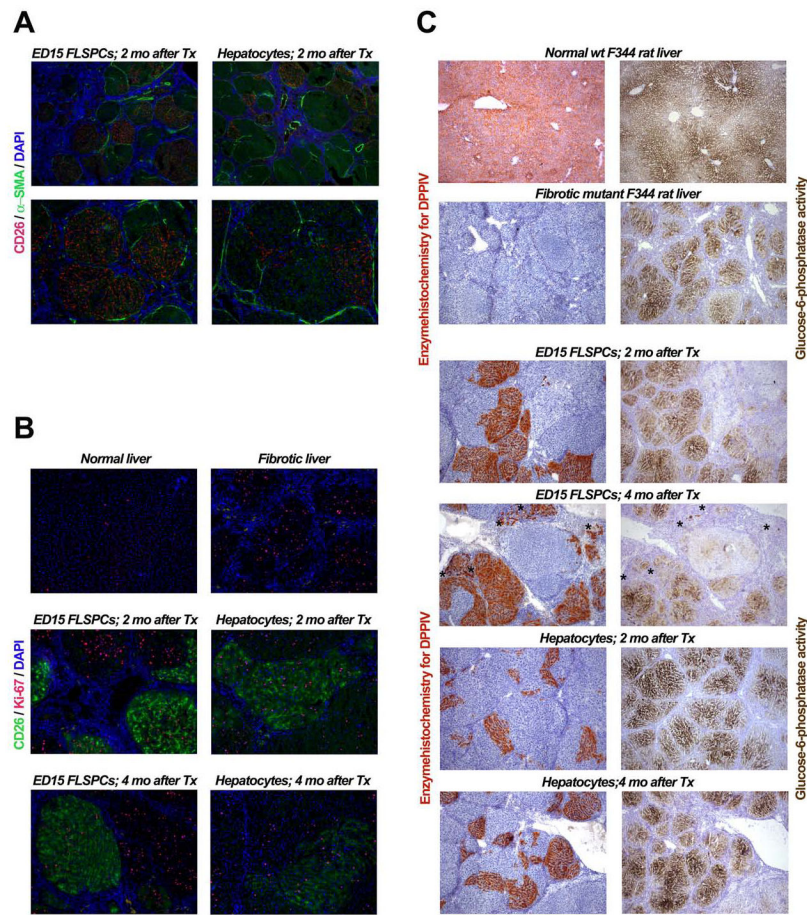 A
ED15 FLSPCs; 2 mo after Tx
Hepatocytes; 2 mo after Tx
CD26 / α–SMA / DAPI
B
Normal liver
Fibrotic liver
ED15 FLSPCs; 2 mo after Tx
Hepatocytes; 2 mo after Tx
CD26 / Ki-67 / DAPI
ED15 FLSPCs; 4 mo after Tx
Hepatocytes; 4 mo after Tx
C
Normal wt F344 rat liver
Enzymehistochemistry for DPPIV
Glucose-6-phosphatase activity
Fibrotic mutant F344 rat liver
ED15 FLSPCs; 2 mo after Tx
ED15 FLSPCs; 4 mo after Tx
* * * * *
* * * * *
Hepatocytes; 2 mo after Tx
Enzymehistochemistry for DPPIV
Glucose-6-phosphatase activity
Hepatocytes;4 mo after Tx